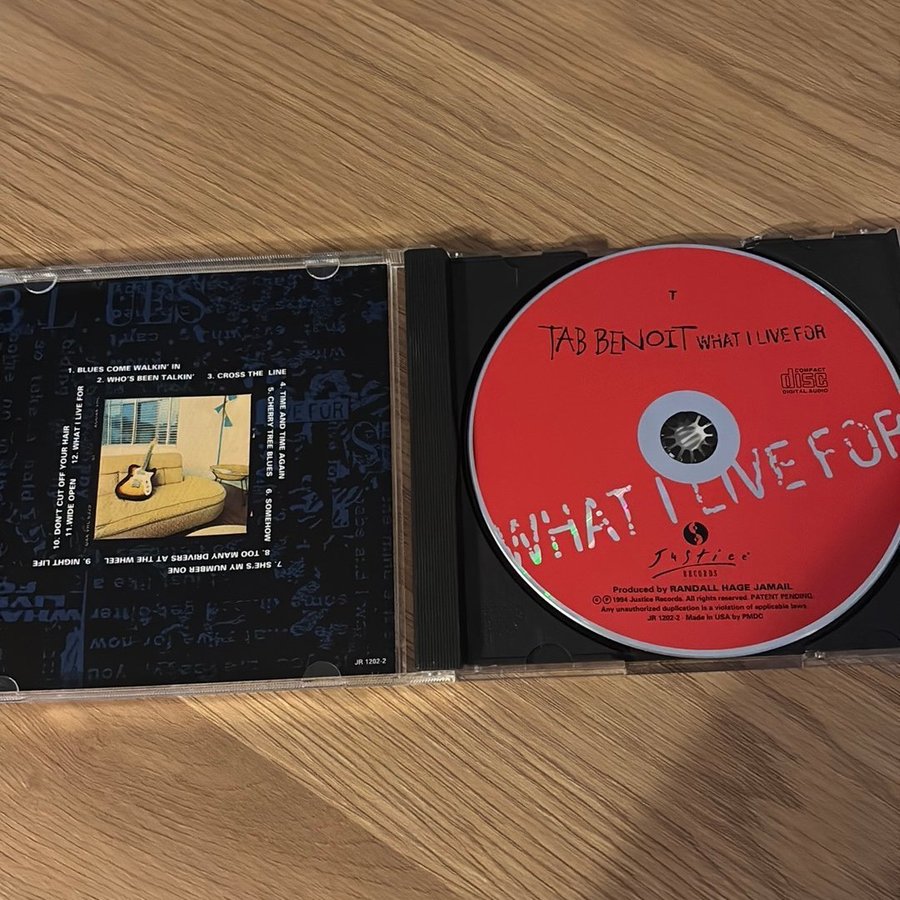 BLUES
1. BLUES COME WALKIN' IN
2. WHO'S BEEN TALKIN'   3. CROSS THE LINE
4. TIME AND TIME AGAIN
5. CHERRY TREE BLUES   6. SOMEHOW
7. SHE'S MY NUMBER ONE
8. TOO MANY DRIVERS AT THE WHEEL   9. NIGHT LIFE
10. DON'T CUT OFF YOUR HAIR
11.WIDE OPEN   12. WHAT I LIVE FOR
JR 1202-2
T
TAB BENOIT WHAT I LIVE FOR
COMPACT
disc
DIGITAL AUDIO
WHAT I LIVE FOR
Justice
RECORDS
Produced by RANDALL HAGE JAMAIL
©℗1994 Justice Records. All rights reserved. PATENT PENDING.
Any unauthorized duplication is a violation of applicable laws.
JR 1202-2 · Made in USA by PMDC